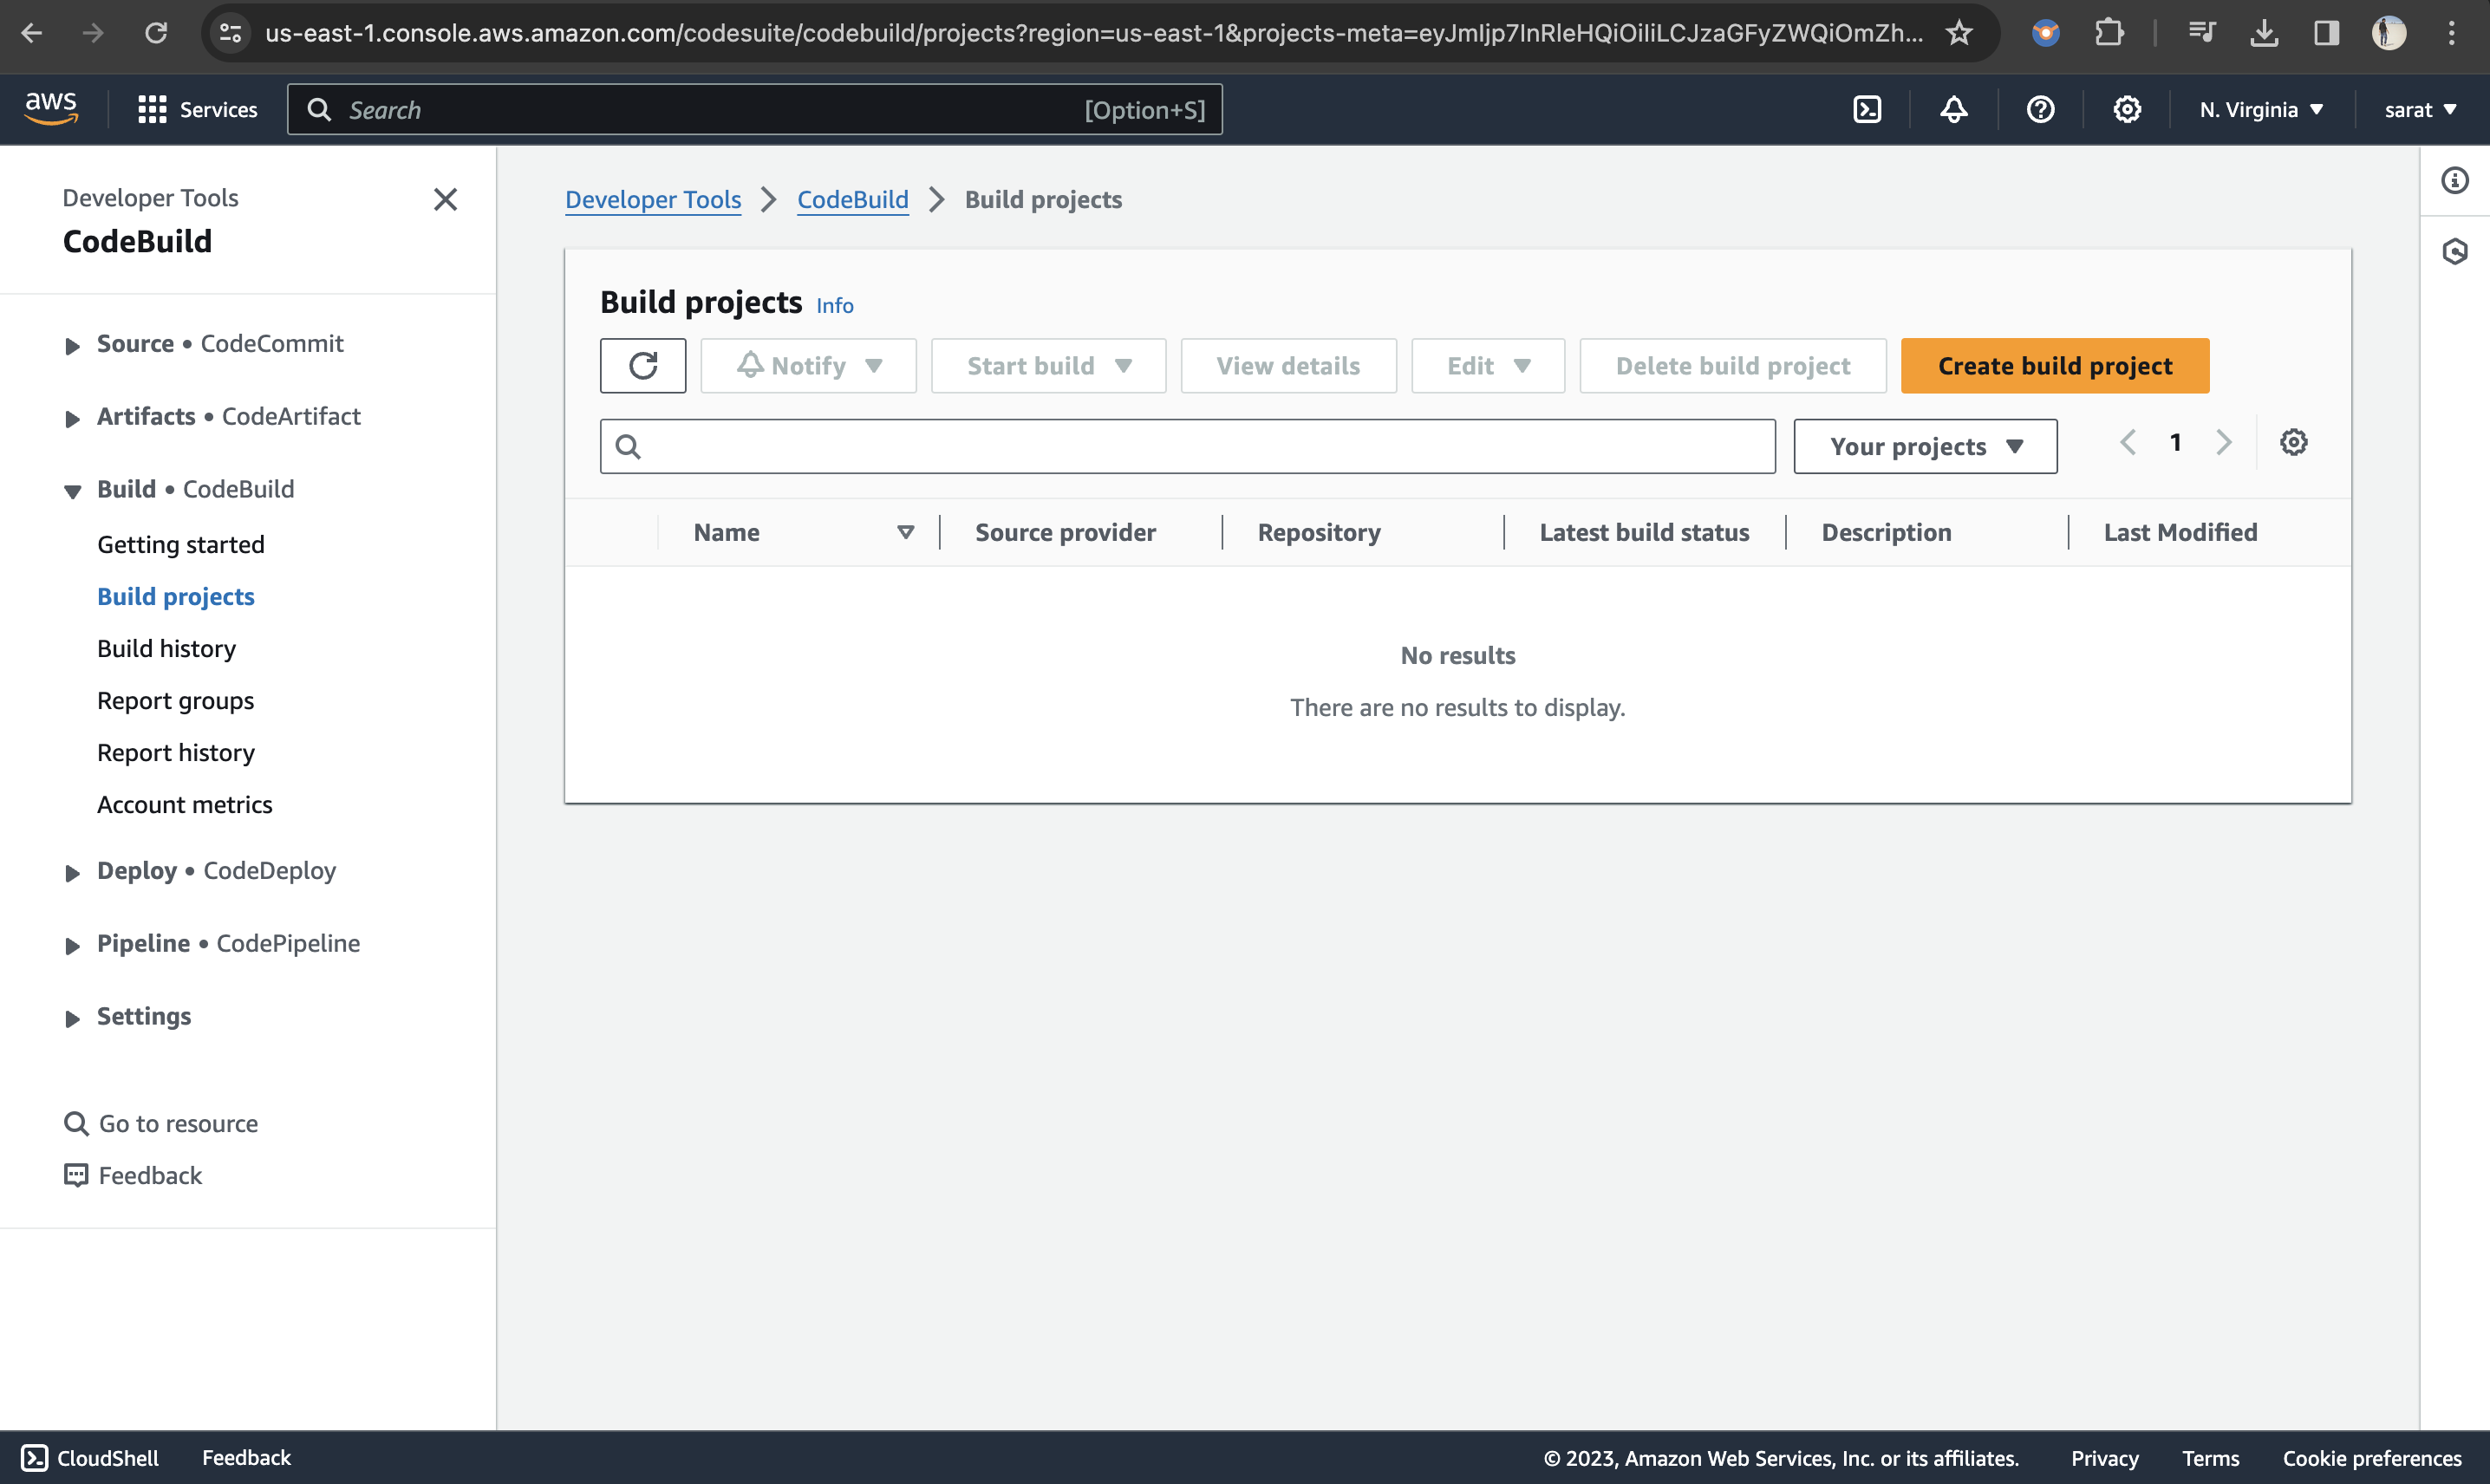 us-east-1.console.aws.amazon.com/codesuite/codebuild/projects?region=us-east-1&projects-meta=eyJmIjp7InRleHQiOiIiLCJzaGFyZWQiOmZh...
aws Services Search [Option+S] N. Virginia sarat
Developer Tools
CodeBuild
Source • CodeCommit
Artifacts • CodeArtifact
Build • CodeBuild
Getting started
Build projects
Build history
Report groups
Report history
Account metrics
Deploy • CodeDeploy
Pipeline • CodePipeline
Settings
Go to resource
Feedback
Developer Tools > CodeBuild > Build projects
Build projects Info
Notify Start build View details Edit Delete build project Create build project
Your projects 1
Name Source provider Repository Latest build status Description Last Modified
No results
There are no results to display.
CloudShell Feedback © 2023, Amazon Web Services, Inc. or its affiliates. Privacy Terms Cookie preferences